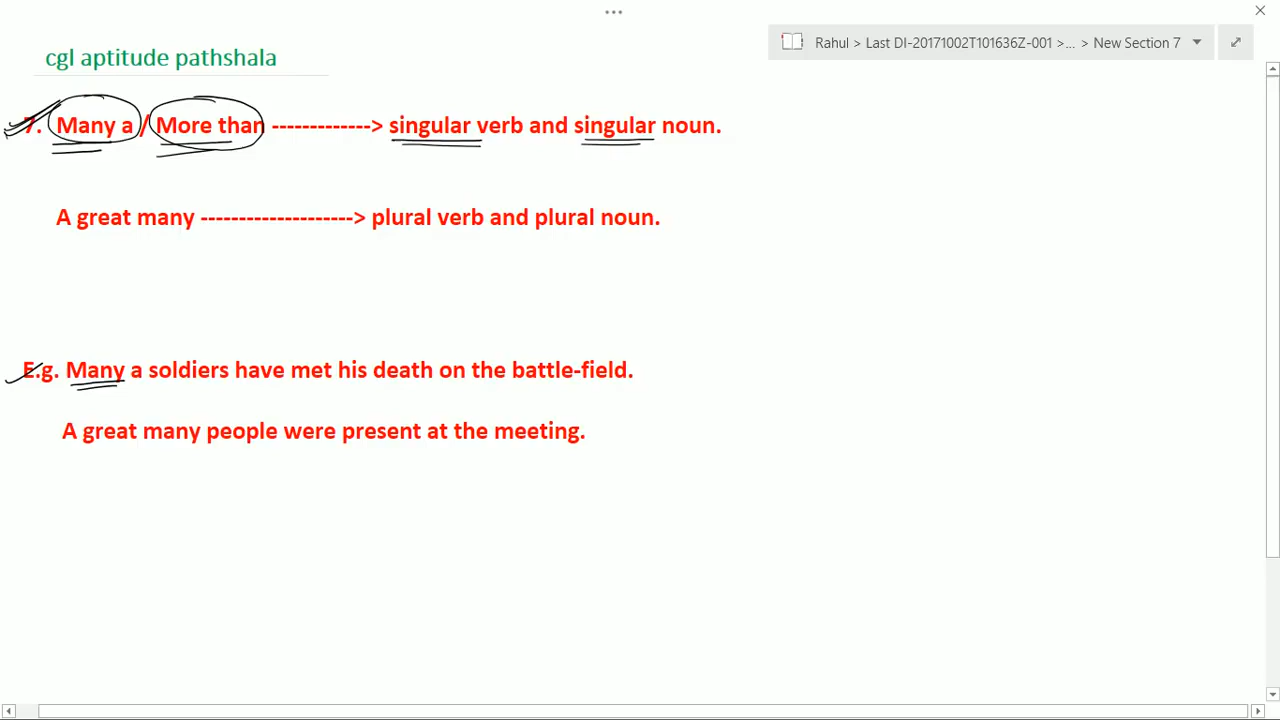 Rahul > Last DI-20171002T101636Z-001 >... > New Section 7
cgl aptitude pathshala
7. Many a / More than -------------> singular verb and singular noun.
A great many --------------------> plural verb and plural noun.
E.g. Many a soldiers have met his death on the battle-field.
A great many people were present at the meeting.